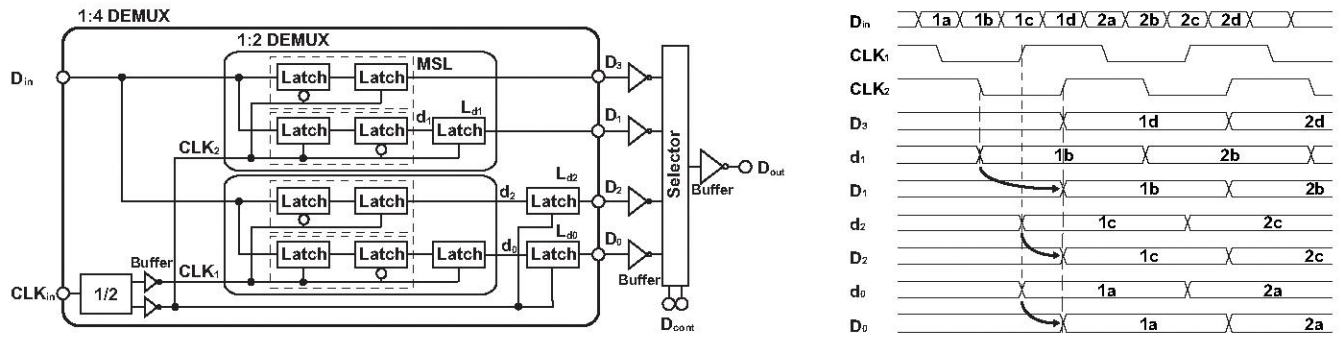 1:4 DEMUX
1:2 DEMUX
MSL
Din
Latch Latch
D3
Latch Latch d1 Ld1 Latch
D1
CLK2
Selector
Buffer
Dout
Latch Latch d2 Ld2 Latch
D2
Latch Latch Latch d0 Ld0 Latch
D0
CLK1
Buffer
Buffer
CLKin
1/2
Dcont
Din 1a 1b 1c 1d 2a 2b 2c 2d
CLK1
CLK2
D3 1d 2d
d1 1b 2b
D1 1b 2b
d2 1c 2c
D2 1c 2c
d0 1a 2a
D0 1a 2a